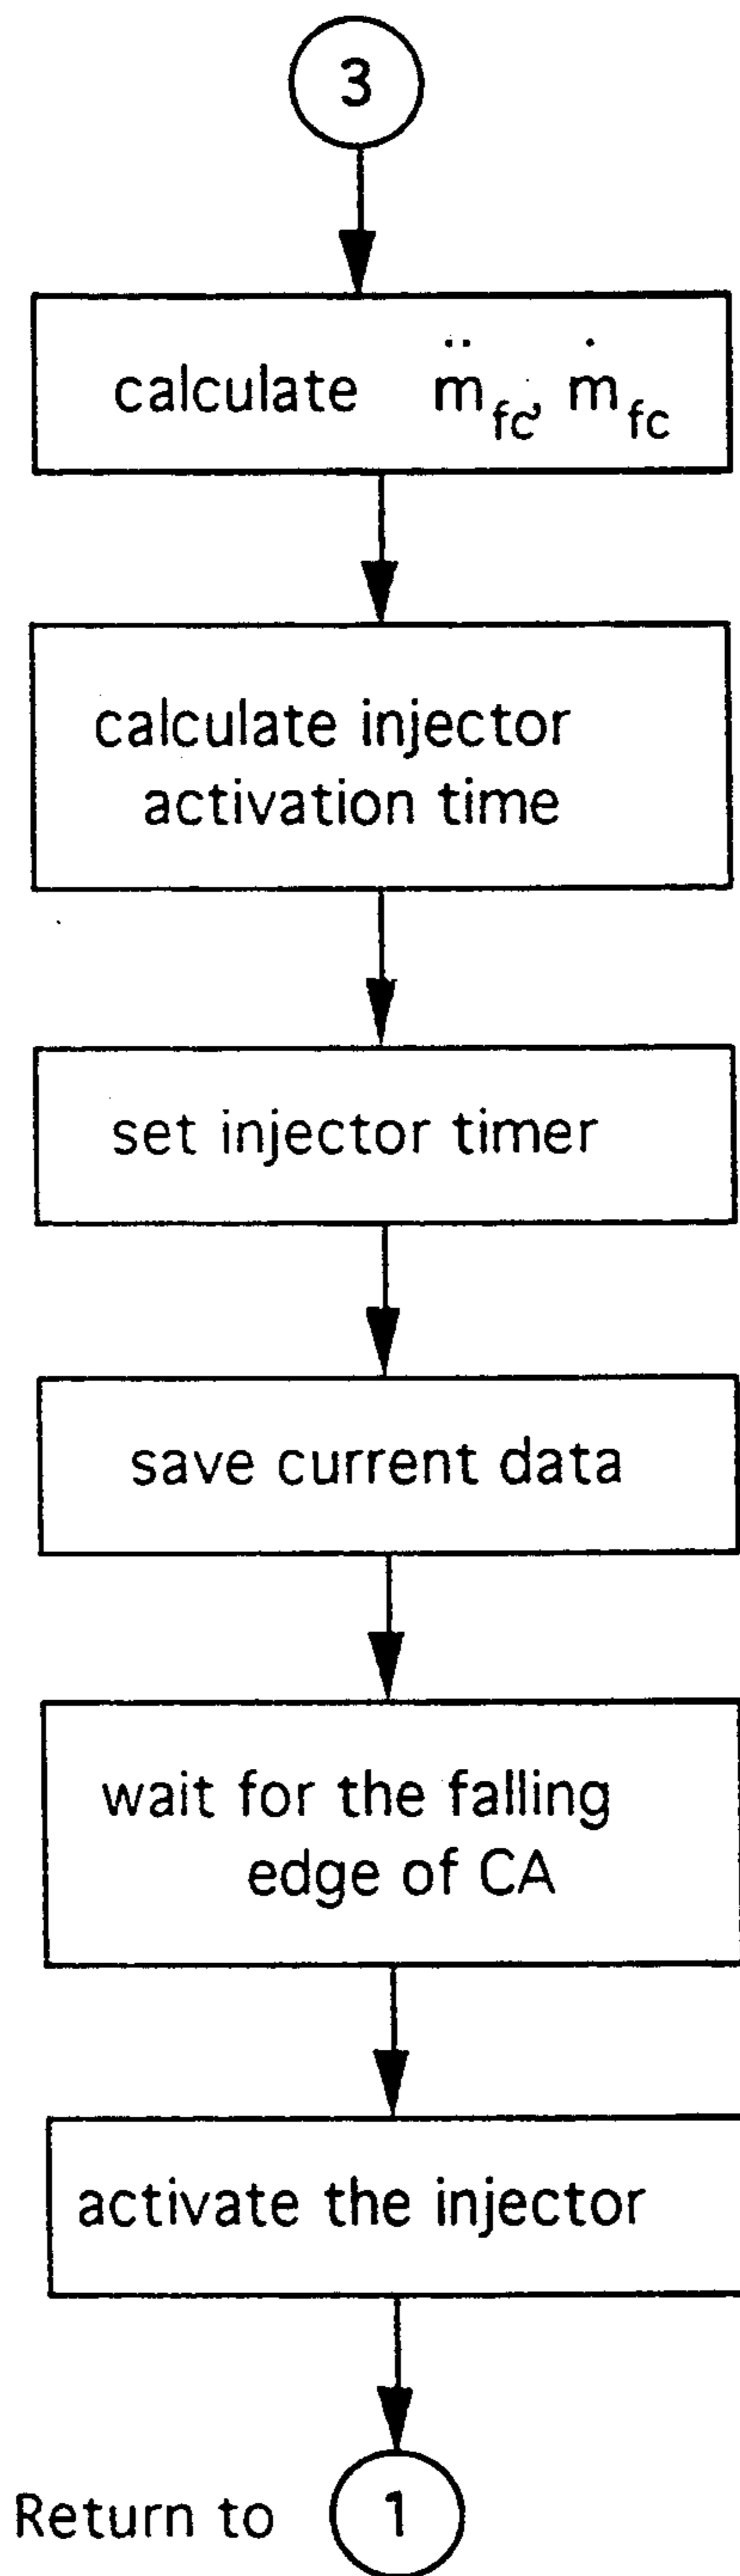 3
calculate m̈fc, ṁfc
calculate injector
activation time
set injector timer
save current data
wait for the falling
edge of CA
activate the injector
Return to 1